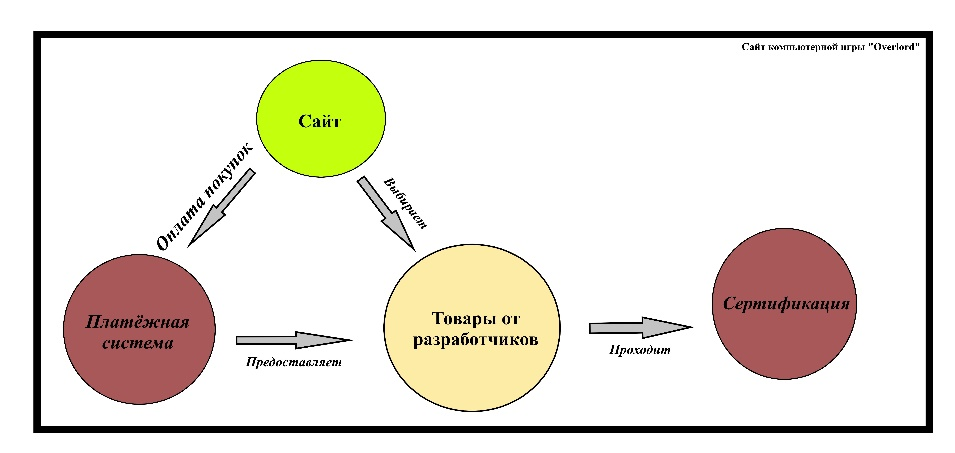 Сайт компьютерной игры "Overlord"
Сайт
Оплата покупок
Выбирает
Платёжная
система
Товары от
разработчиков
Сертификация
Предоставляет
Проходит